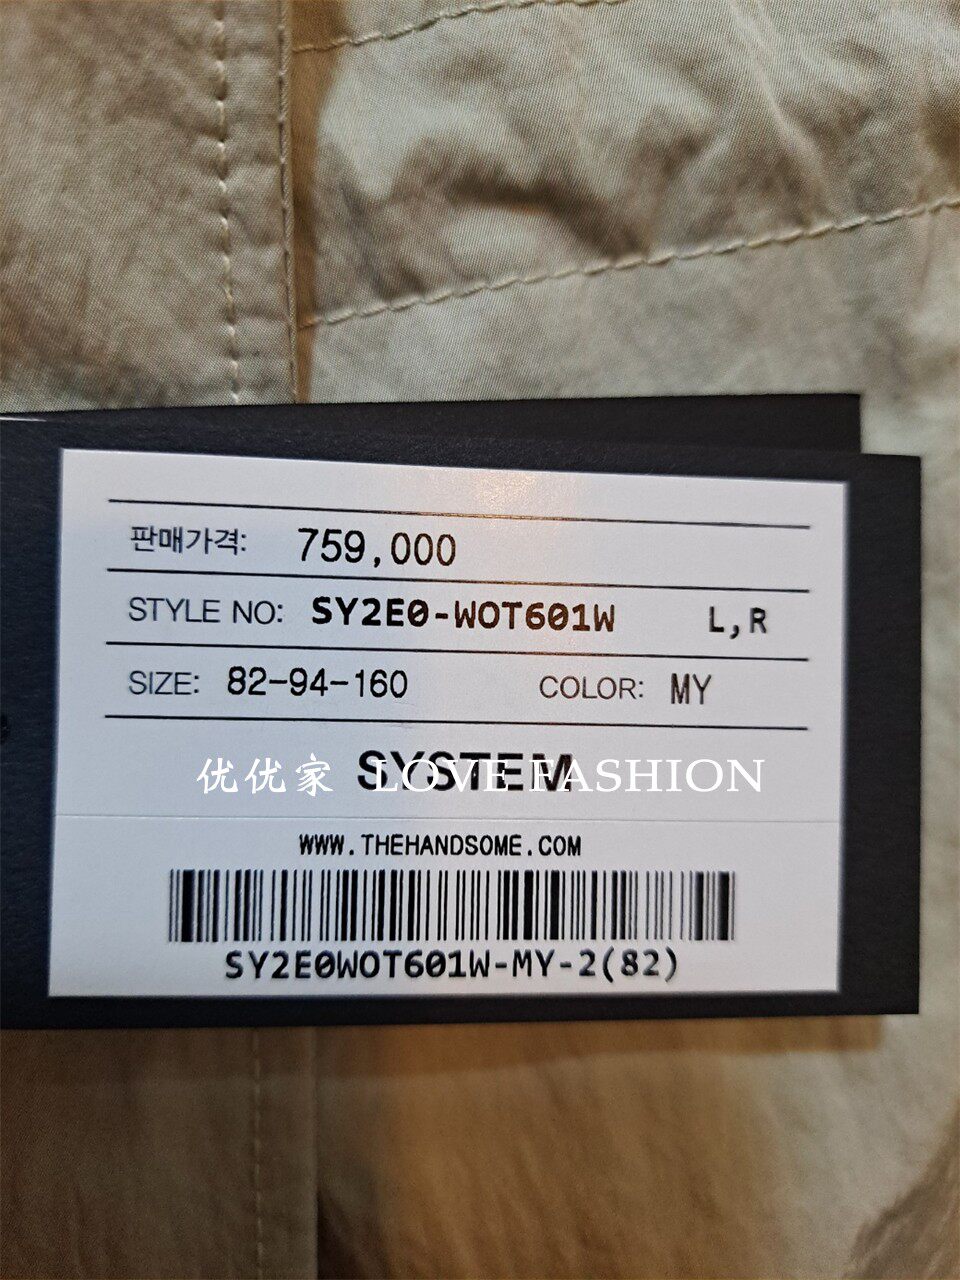 판매가격: 759,000
STYLE NO: SY2E0-WOT601W L,R
SIZE: 82-94-160 COLOR: MY
SYSTEM
优优家 LOVE FASHION
WWW.THEHANDSOME.COM
SY2E0WOT601W-MY-2(82)